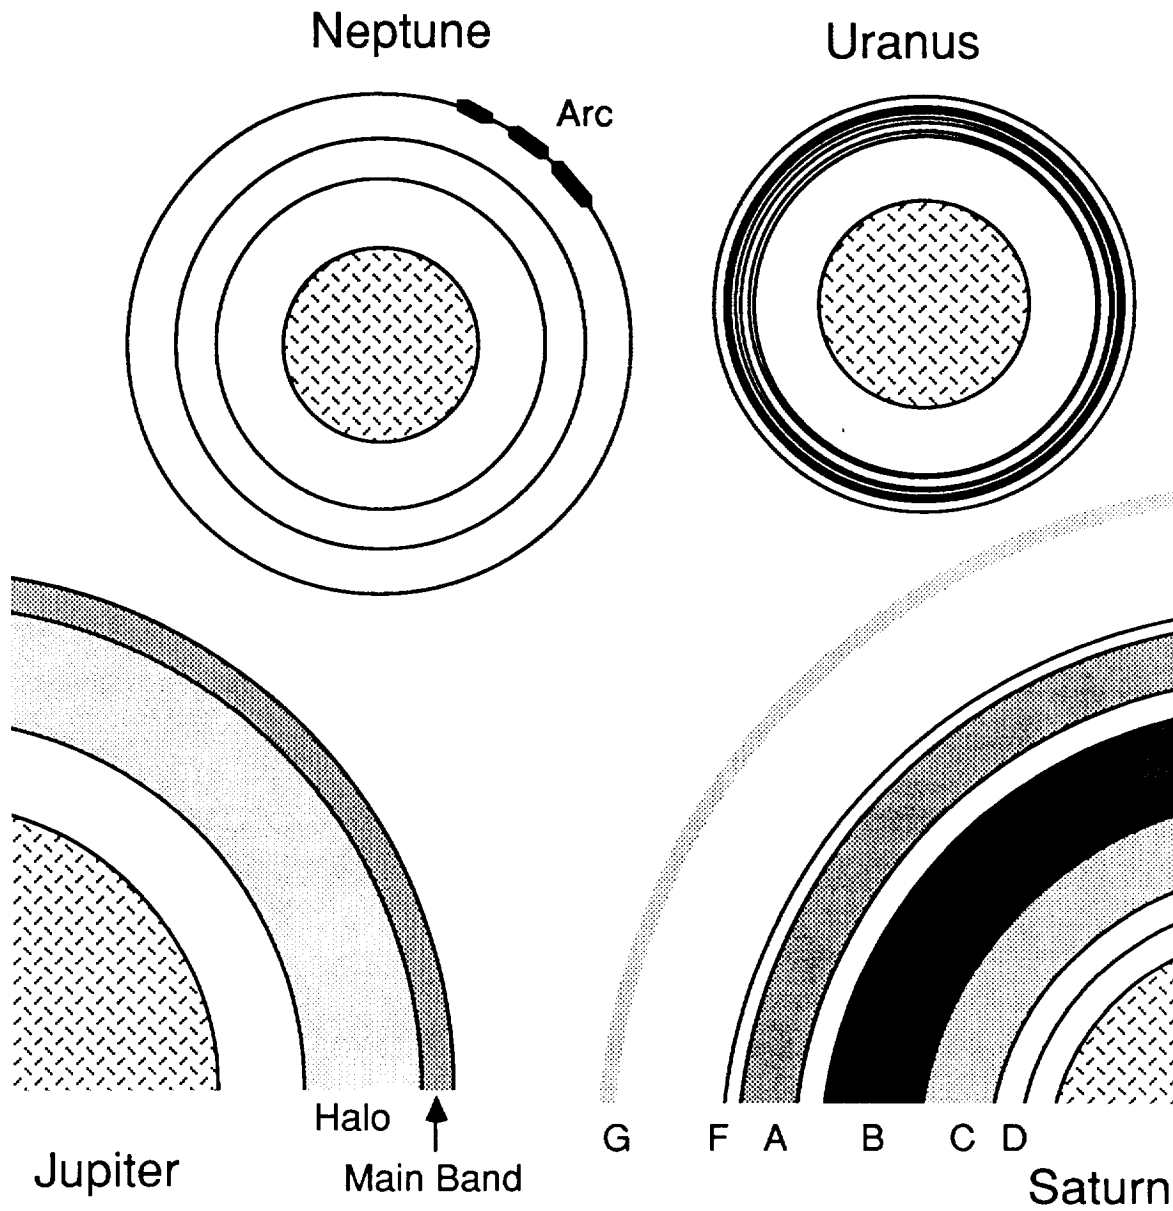 Neptune
Uranus
Arc
Halo
Main Band
Jupiter
G F A B C D
Saturn